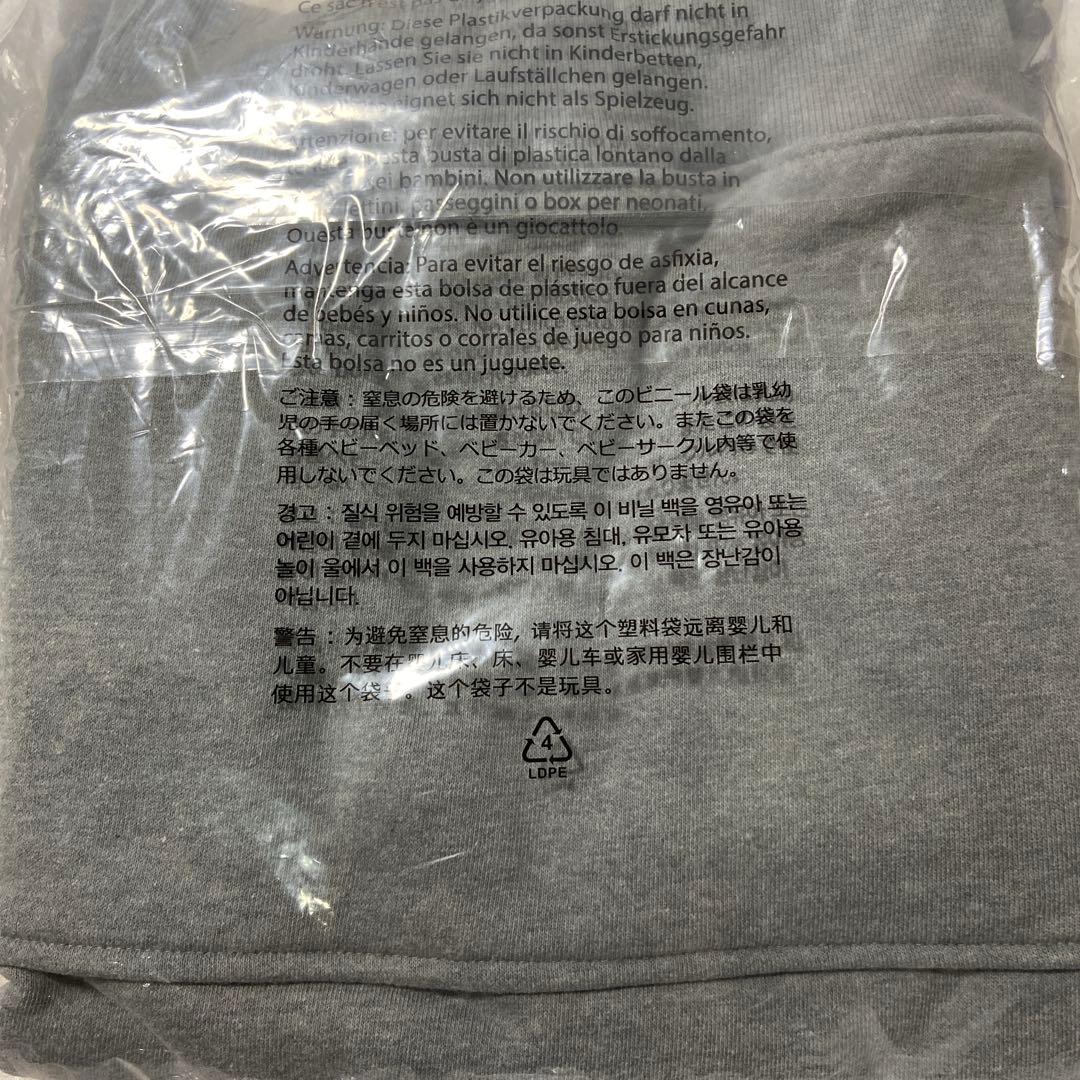 Ce sac n'est pas
Warnung: Diese Plastikverpackung darf nicht in
Kinderhände gelangen, da sonst Erstickungsgefahr
droht. Lassen Sie sie nicht in Kinderbetten,
Kinderwagen oder Laufställchen gelangen.
eignet sich nicht als Spielzeug.
Attenzione: per evitare il rischio di soffocamento,
busta di plastica lontano dalla
bambini. Non utilizzare la busta in
passeggini o box per neonati.
Questa busta non è un giocattolo.
Advertencia: Para evitar el riesgo de asfixia,
mantenga esta bolsa de plástico fuera del alcance
de bebés y niños. No utilice esta bolsa en cunas,
camas, carritos o corrales de juego para niños.
Esta bolsa no es un juguete.
ご注意：窒息の危険を避けるため、このビニール袋は乳幼
児の手の届く場所には置かないでください。またこの袋を
各種ベビーベッド、ベビーカー、ベビーサークル内等で使
用しないでください。この袋は玩具ではありません。
경고 : 질식 위험을 예방할 수 있도록 이 비닐 백을 영유아 또는
어린이 곁에 두지 마십시오. 유아용 침대, 유모차 또는 유아용
놀이 울에서 이 백을 사용하지 마십시오. 이 백은 장난감이
아닙니다.
警告：为避免窒息的危险, 请将这个塑料袋远离婴儿和
儿童。不要在婴儿床、床、婴儿车或家用婴儿围栏中
使用这个袋子。这个袋子不是玩具。
4
LDPE